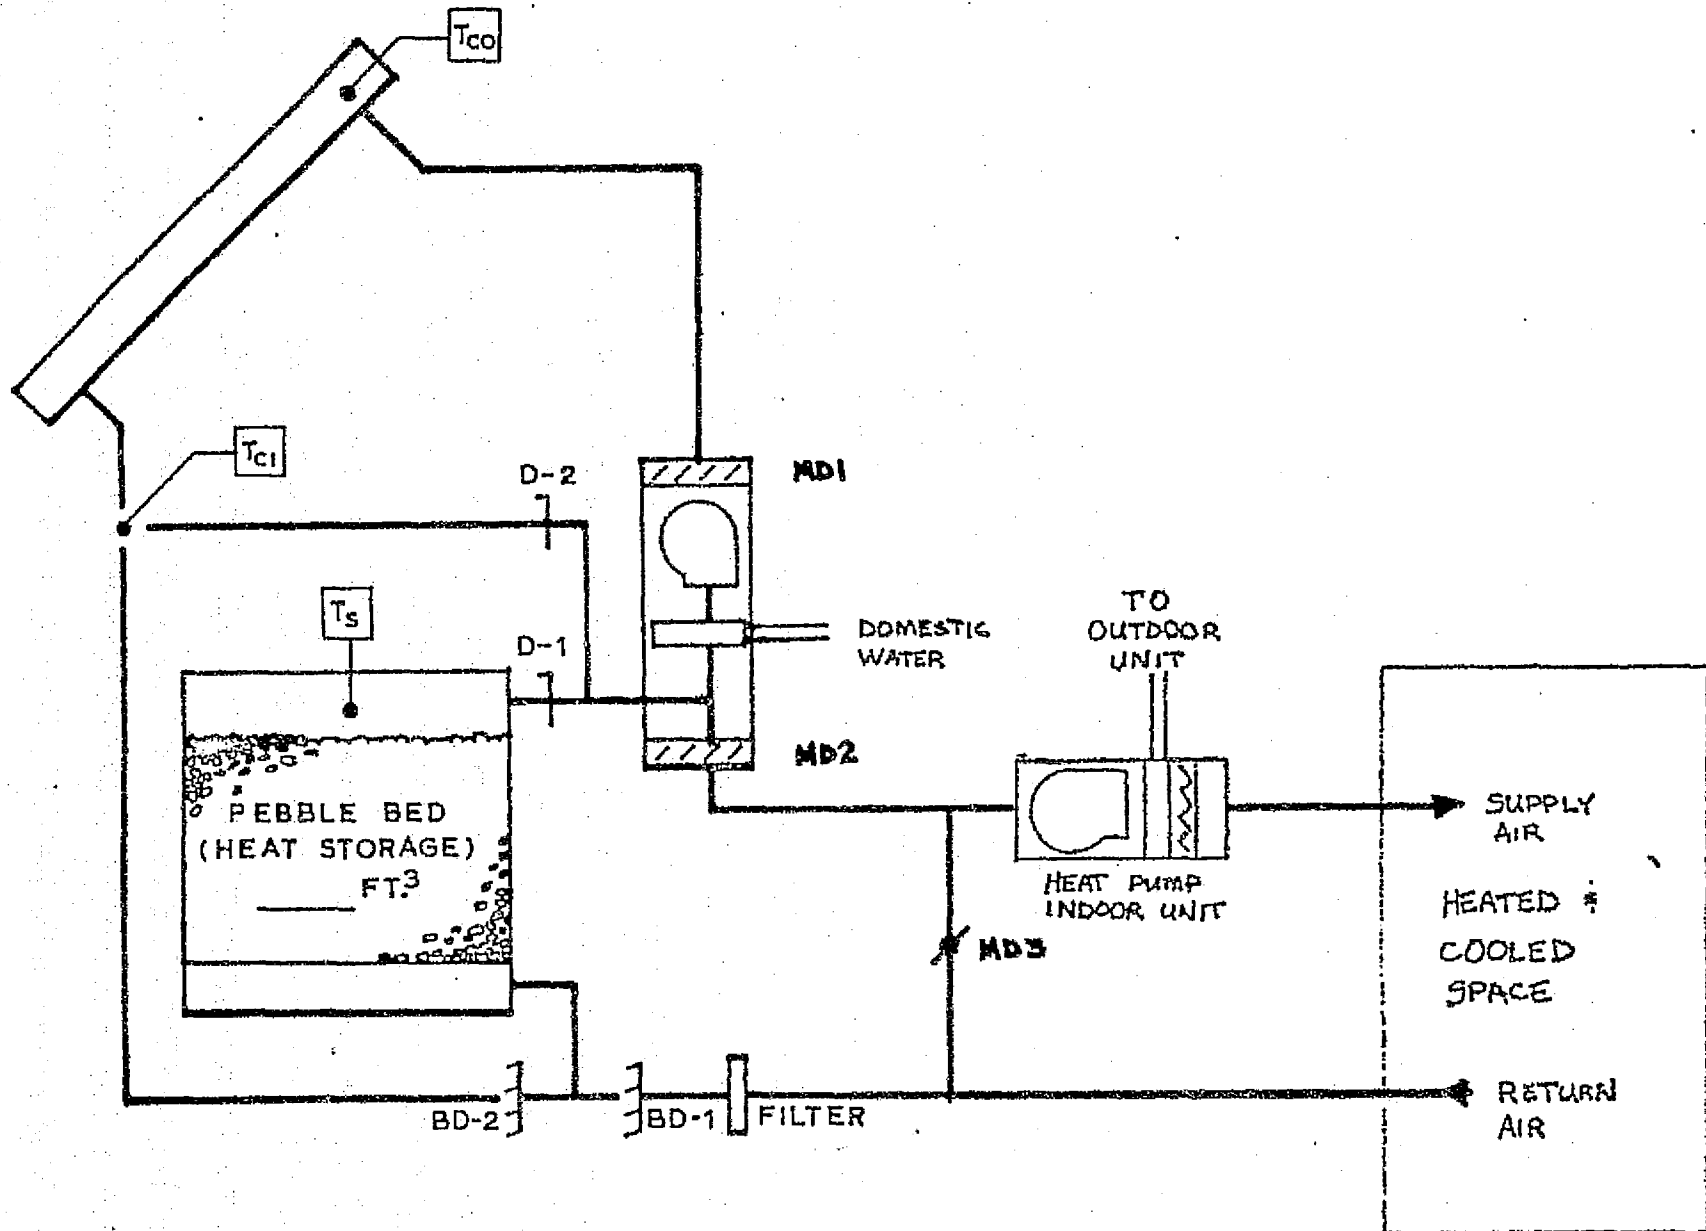 TCO
TCI
D-2
MD1
TS
D-1
DOMESTIC
WATER
TO
OUTDOOR
UNIT
MD2
PEBBLE BED
(HEAT STORAGE)
FT.³
SUPPLY
AIR
HEAT PUMP
INDOOR UNIT
HEATED &
COOLED
SPACE
MD3
BD-2
BD-1
FILTER
RETURN
AIR